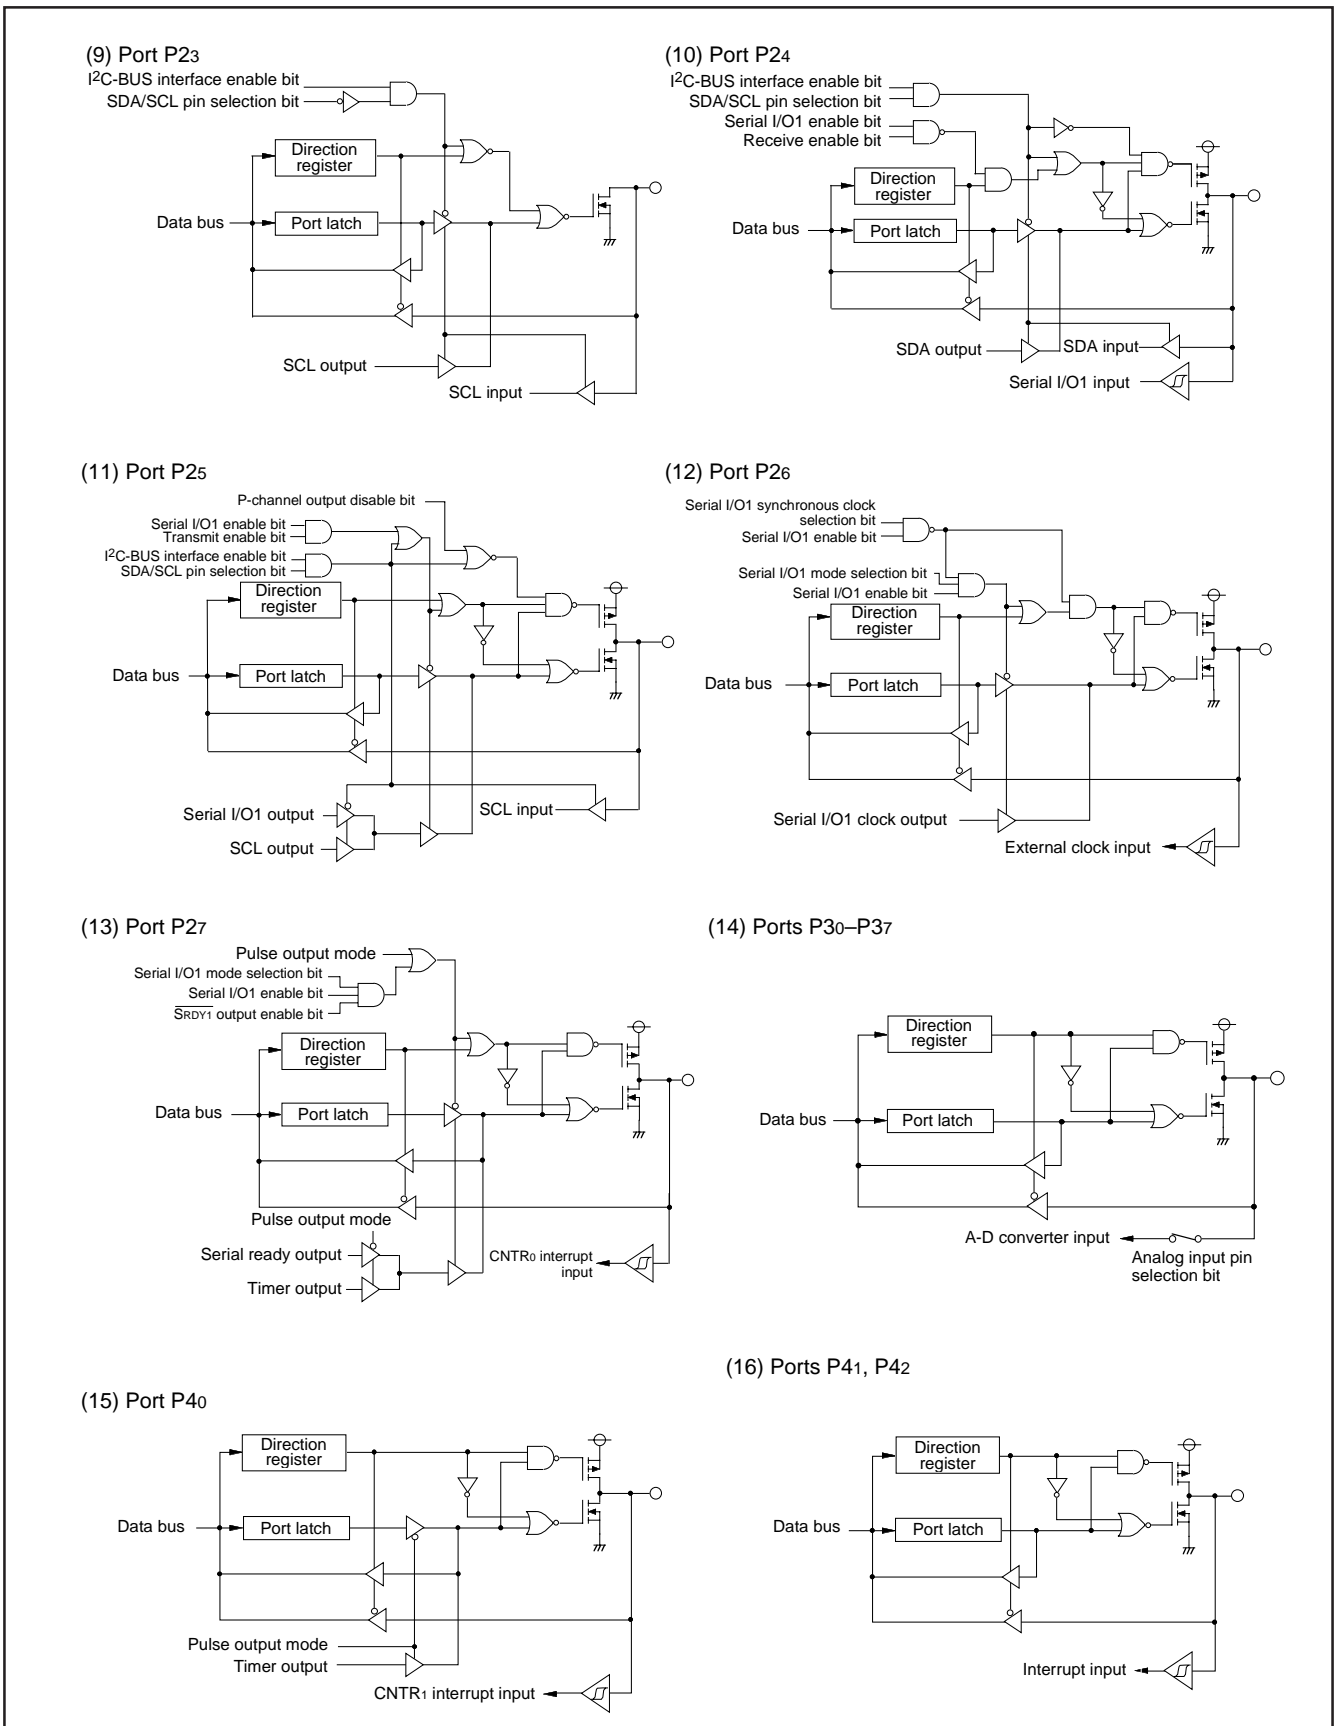 (9) Port P23
I2C-BUS interface enable bit
SDA/SCL pin selection bit
Direction
register
Data bus
Port latch
SCL output
SCL input
(10) Port P24
I2C-BUS interface enable bit
SDA/SCL pin selection bit
Serial I/O1 enable bit
Receive enable bit
Direction
register
Data bus
Port latch
SDA output
SDA input
Serial I/O1 input
(11) Port P25
P-channel output disable bit
Serial I/O1 enable bit
Transmit enable bit
I2C-BUS interface enable bit
SDA/SCL pin selection bit
Direction
register
Data bus
Port latch
Serial I/O1 output
SCL input
SCL output
(12) Port P26
Serial I/O1 synchronous clock
selection bit
Serial I/O1 enable bit
Serial I/O1 mode selection bit
Serial I/O1 enable bit
Direction
register
Data bus
Port latch
Serial I/O1 clock output
External clock input
(13) Port P27
Pulse output mode
Serial I/O1 mode selection bit
Serial I/O1 enable bit
SRDY1 output enable bit
Direction
register
Data bus
Port latch
Pulse output mode
Serial ready output
CNTR0 interrupt
input
Timer output
(14) Ports P30–P37
Direction
register
Data bus
Port latch
A-D converter input
Analog input pin
selection bit
(15) Port P40
Direction
register
Data bus
Port latch
Pulse output mode
Timer output
CNTR1 interrupt input
(16) Ports P41, P42
Direction
register
Data bus
Port latch
Interrupt input